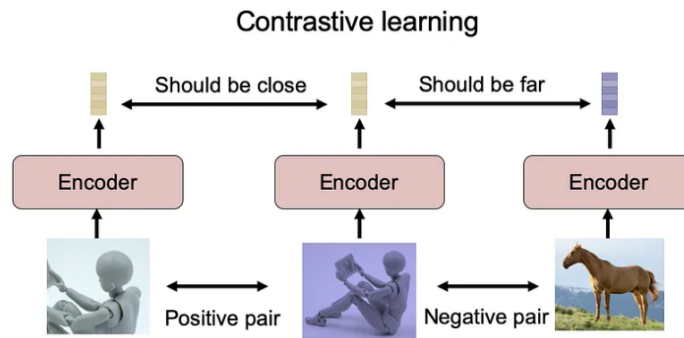 Contrastive learning
Should be close
Should be far
Encoder
Encoder
Encoder
Positive pair
Negative pair